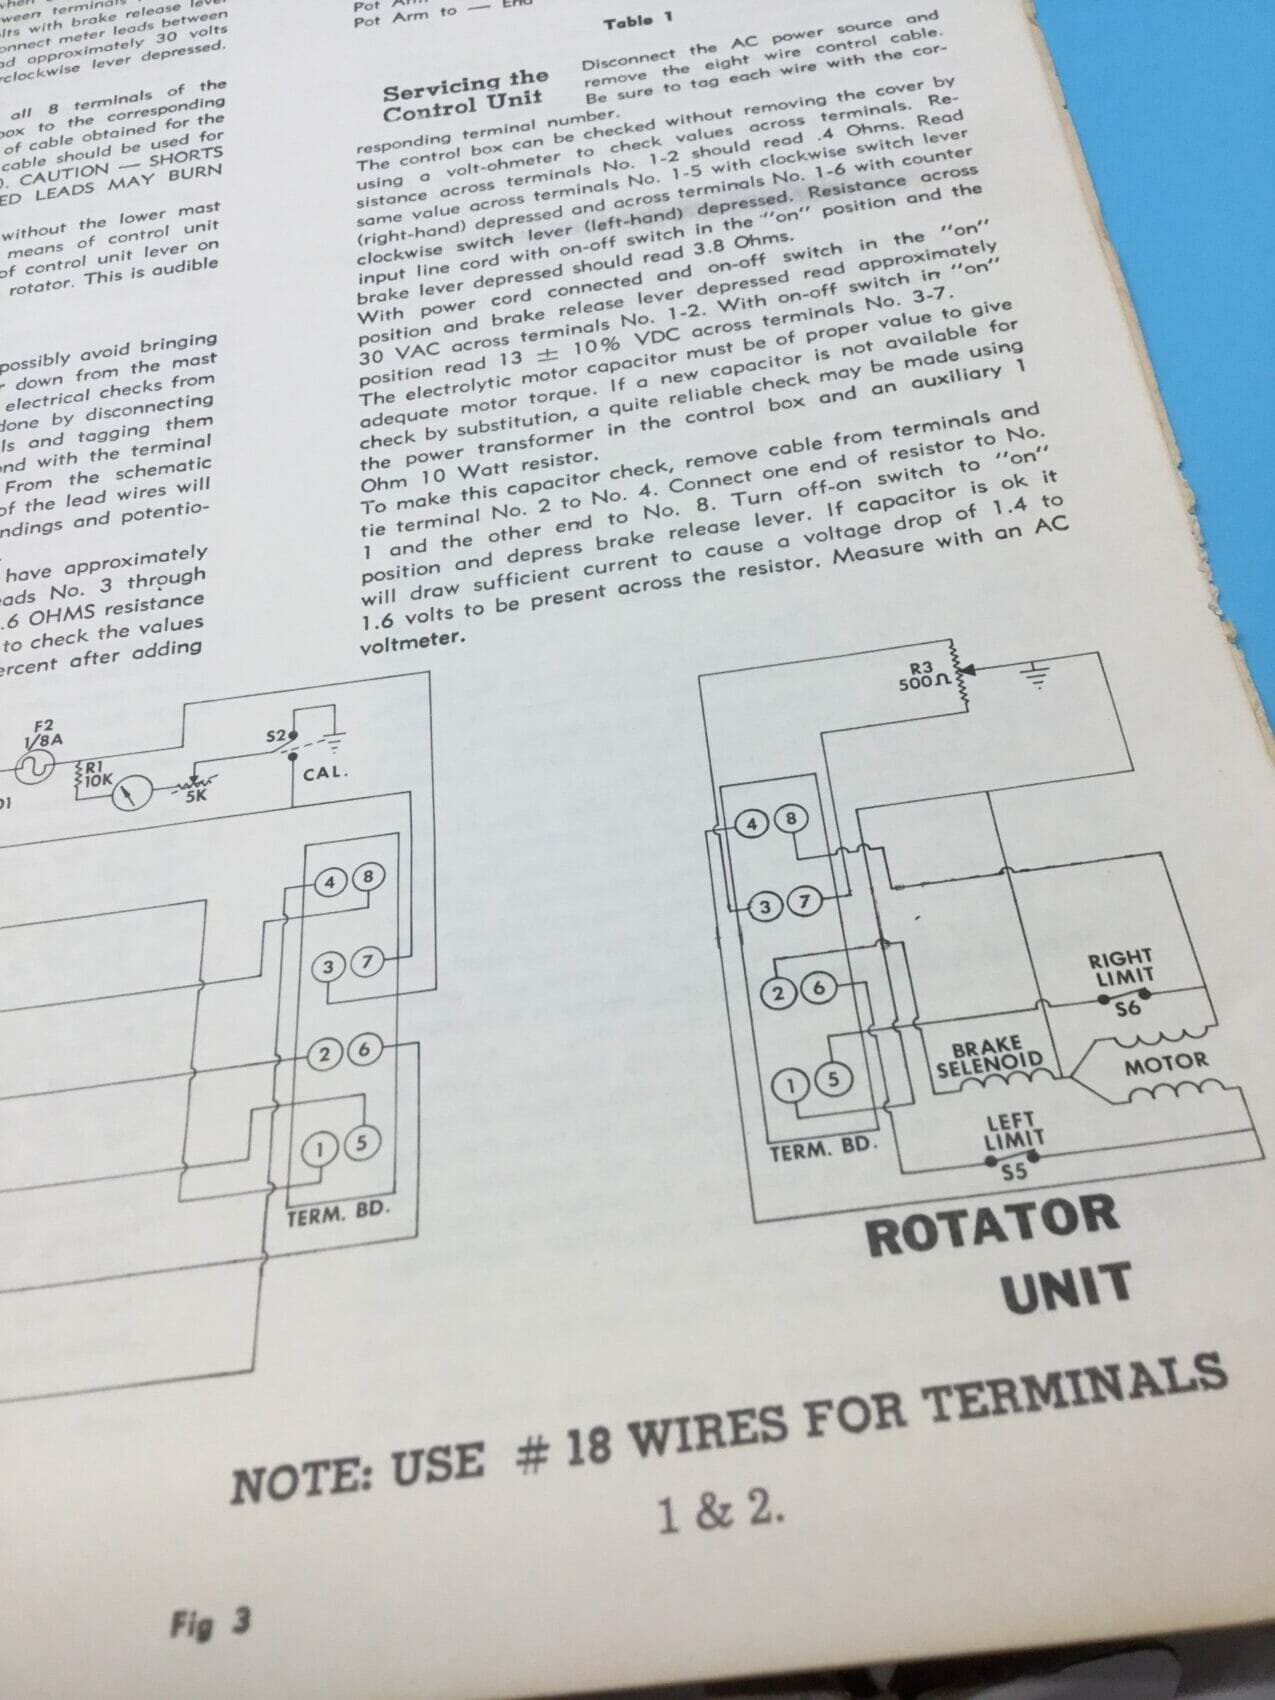 ween terminals
lts with brake release lever
onnect meter leads between
ad approximately 30 volts
rclockwise lever depressed.
all 8 terminals of the
box to the corresponding
of cable obtained for the
cable should be used for
). CAUTION — SHORTS
ED LEADS MAY BURN
without the lower mast
means of control unit
of control unit lever on
rotator. This is audible
possibly avoid bringing
r down from the mast
electrical checks from
done by disconnecting
ls and tagging them
ond with the terminal
From the schematic
of the lead wires will
ndings and potentio-
have approximately
eads No. 3 through
.6 OHMS resistance
to check the values
ercent after adding
Pot Arm
Pot Arm to — End
Table 1
Servicing the
Control Unit
Disconnect the AC power source and
remove the eight wire control cable.
Be sure to tag each wire with the cor-
responding terminal number.
The control box can be checked without removing the cover by
using a volt-ohmeter to check values across terminals. Re-
sistance across terminals No. 1-2 should read .4 Ohms. Read
same value across terminals No. 1-5 with clockwise switch lever
(right-hand) depressed and across terminals No. 1-6 with counter
clockwise switch lever (left-hand) depressed. Resistance across
input line cord with on-off switch in the "on" position and the
brake lever depressed should read 3.8 Ohms.
With power cord connected and on-off switch in the "on"
position and brake release lever depressed read approximately
30 VAC across terminals No. 1-2. With on-off switch in "on"
position read 13 ± 10% VDC across terminals No. 3-7.
The electrolytic motor capacitor must be of proper value to give
adequate motor torque. If a new capacitor is not available for
check by substitution, a quite reliable check may be made using
the power transformer in the control box and an auxiliary 1
Ohm 10 Watt resistor.
To make this capacitor check, remove cable from terminals and
tie terminal No. 2 to No. 4. Connect one end of resistor to No.
1 and the other end to No. 8. Turn off-on switch to "on"
position and depress brake release lever. If capacitor is ok it
will draw sufficient current to cause a voltage drop of 1.4 to
1.6 volts to be present across the resistor. Measure with an AC
voltmeter.
F2
1/8A
R1
10K
5K
S2
CAL.
4 8
3 7
2 6
1 5
TERM. BD.
R3
500Ω
4 8
3 7
2 6
1 5
TERM. BD.
RIGHT
LIMIT
S6
BRAKE
SELENOID
MOTOR
LEFT
LIMIT
S5
ROTATOR
UNIT
NOTE: USE # 18 WIRES FOR TERMINALS
1 & 2.
Fig 3